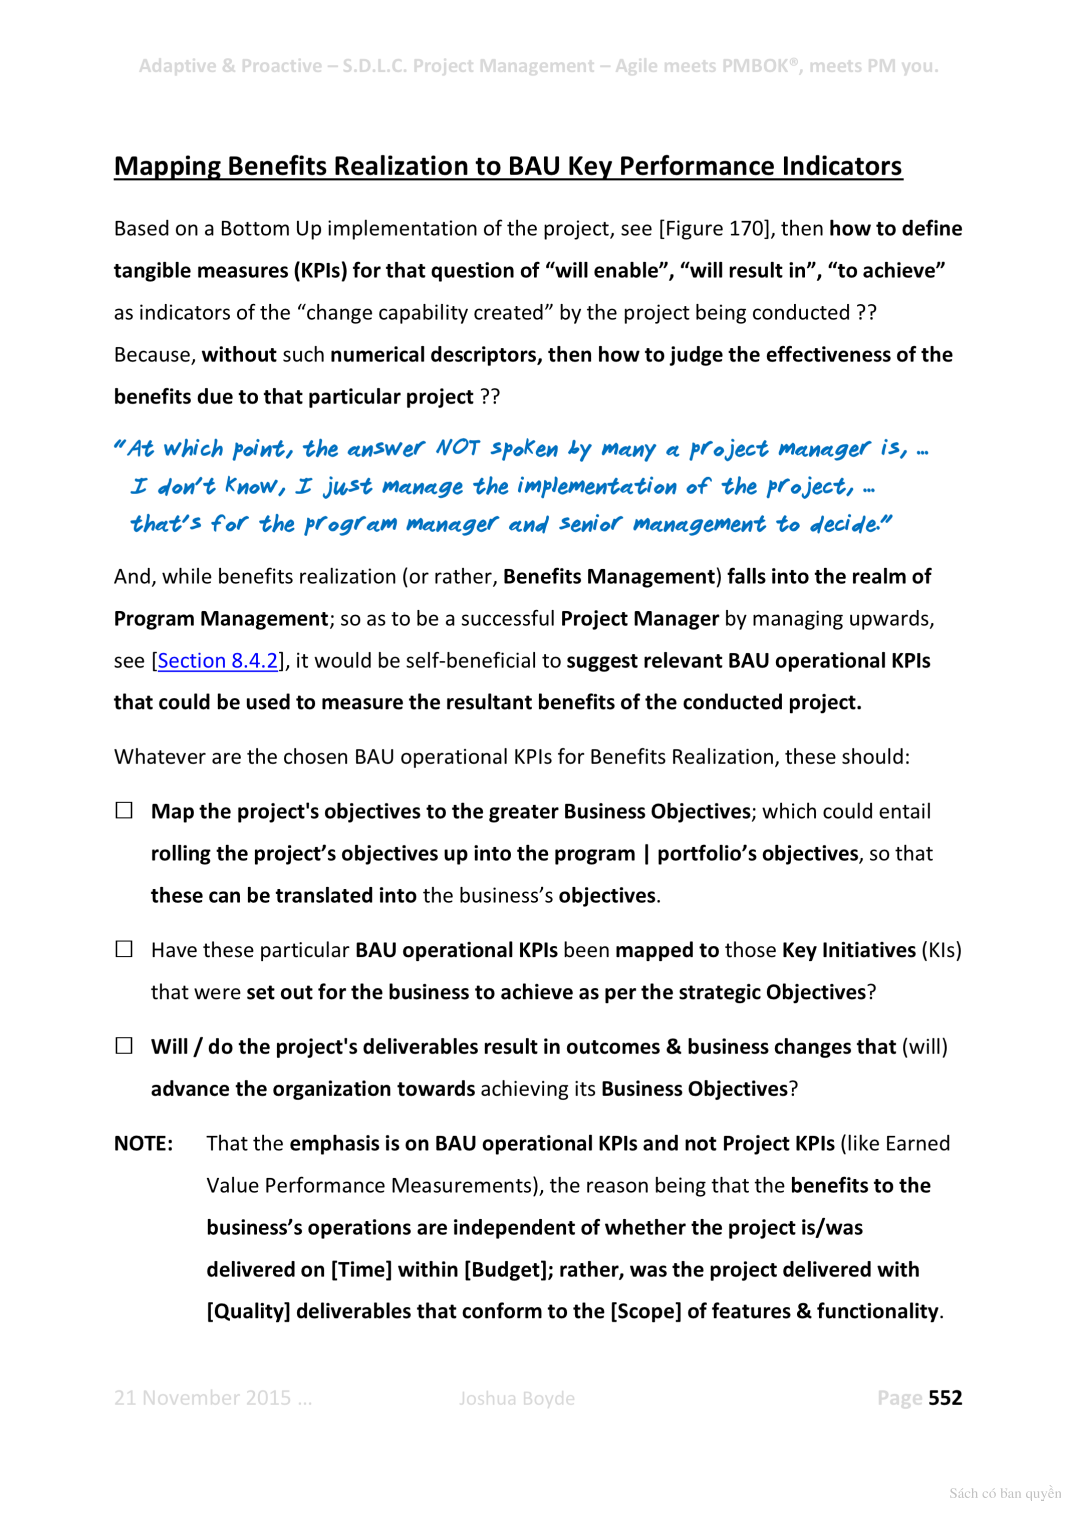 Adaptive & Proactive – S.D.L.C. Project Management – Agile meets PMBOK®, meets PM you.
Mapping Benefits Realization to BAU Key Performance Indicators
Based on a Bottom Up implementation of the project, see [Figure 170], then how to define
tangible measures (KPIs) for that question of “will enable”, “will result in”, “to achieve”
as indicators of the “change capability created” by the project being conducted ??
Because, without such numerical descriptors, then how to judge the effectiveness of the
benefits due to that particular project ??
“At which point, the answer NOT spoken by many a project manager is, …
I don’t know, I just manage the implementation of the project, …
that’s for the program manager and senior management to decide.”
And, while benefits realization (or rather, Benefits Management) falls into the realm of
Program Management; so as to be a successful Project Manager by managing upwards,
see [Section 8.4.2], it would be self-beneficial to suggest relevant BAU operational KPIs
that could be used to measure the resultant benefits of the conducted project.
Whatever are the chosen BAU operational KPIs for Benefits Realization, these should:
☐ Map the project's objectives to the greater Business Objectives; which could entail
rolling the project’s objectives up into the program | portfolio’s objectives, so that
these can be translated into the business’s objectives.
☐ Have these particular BAU operational KPIs been mapped to those Key Initiatives (KIs)
that were set out for the business to achieve as per the strategic Objectives?
☐ Will / do the project's deliverables result in outcomes & business changes that (will)
advance the organization towards achieving its Business Objectives?
NOTE: That the emphasis is on BAU operational KPIs and not Project KPIs (like Earned
Value Performance Measurements), the reason being that the benefits to the
business’s operations are independent of whether the project is/was
delivered on [Time] within [Budget]; rather, was the project delivered with
[Quality] deliverables that conform to the [Scope] of features & functionality.
21 November 2015 … Joshua Boyde Page 552
Sách có bản quyền